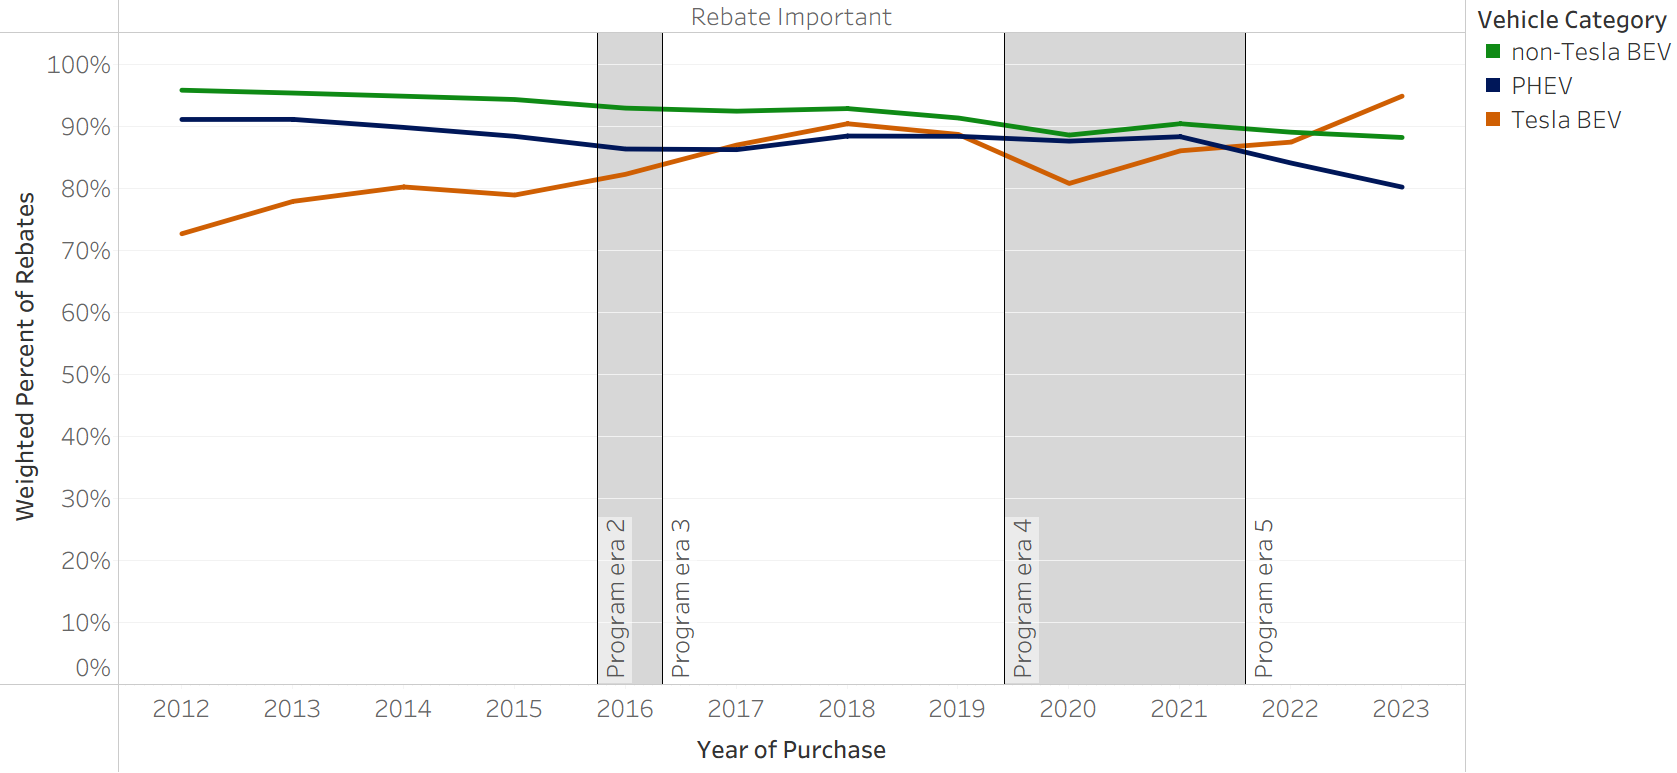 Rebate Important
Vehicle Category
non-Tesla BEV
PHEV
Tesla BEV
Weighted Percent of Rebates
100%
90%
80%
70%
60%
50%
40%
30%
20%
10%
0%
Program era 2
Program era 3
Program era 4
Program era 5
2012
2013
2014
2015
2016
2017
2018
2019
2020
2021
2022
2023
Year of Purchase